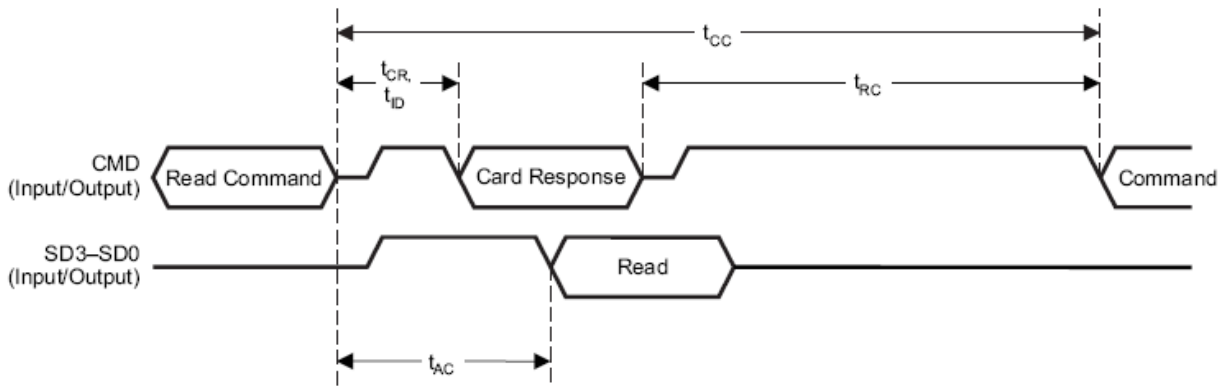 tCC
tCR,
tID
tRC
CMD
(Input/Output)
Read Command
Card Response
Command
SD3–SD0
(Input/Output)
Read
tAC